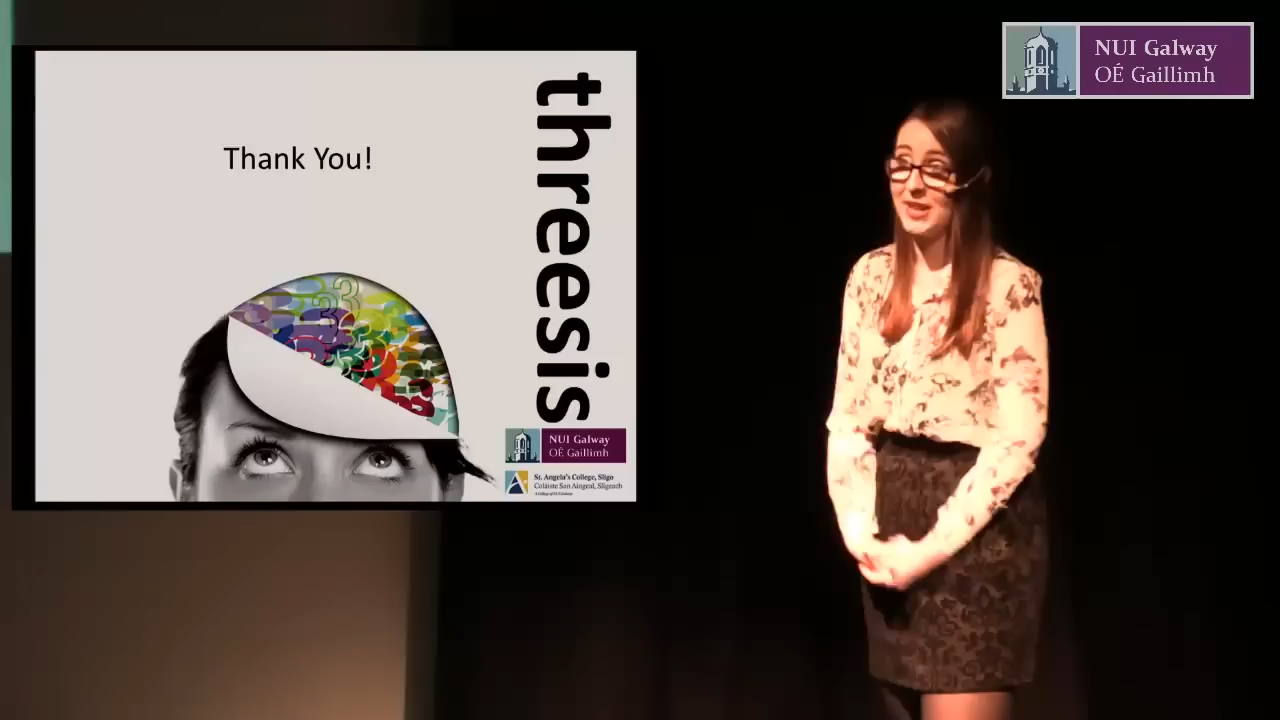 Thank You!
threesis
NUI Galway
OÉ Gaillimh
St. Angela's College, Sligo
Coláiste San Aingeal, Sligeach
NUI Galway
OÉ Gaillimh